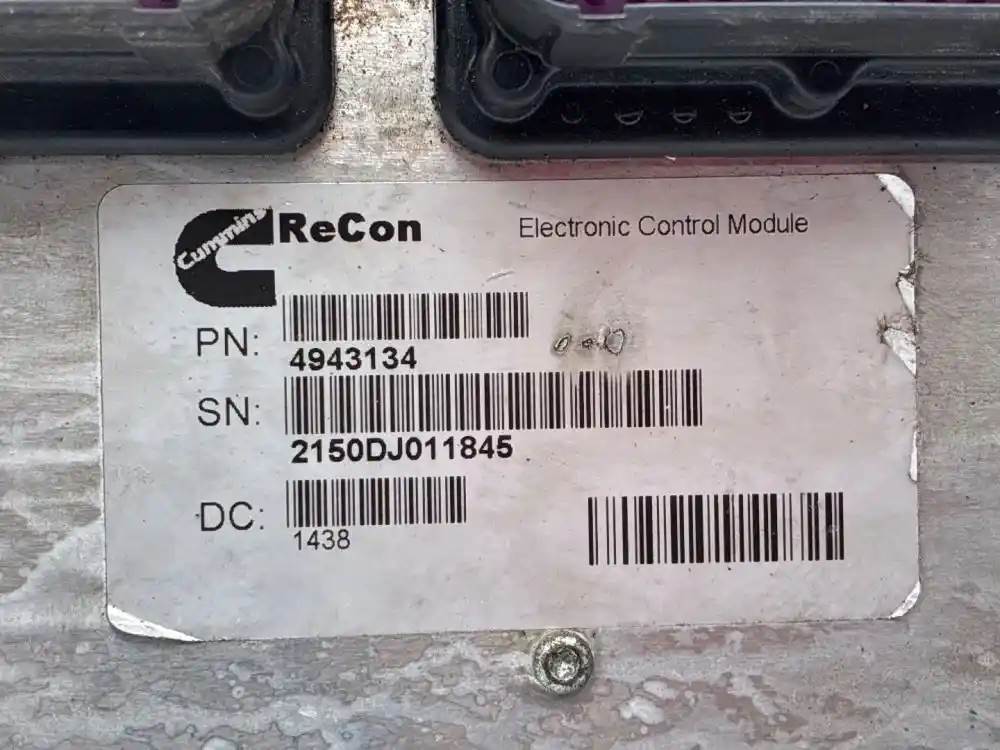 Cummins
ReCon
Electronic Control Module
PN:
4943134
SN:
2150DJ011845
DC:
1438